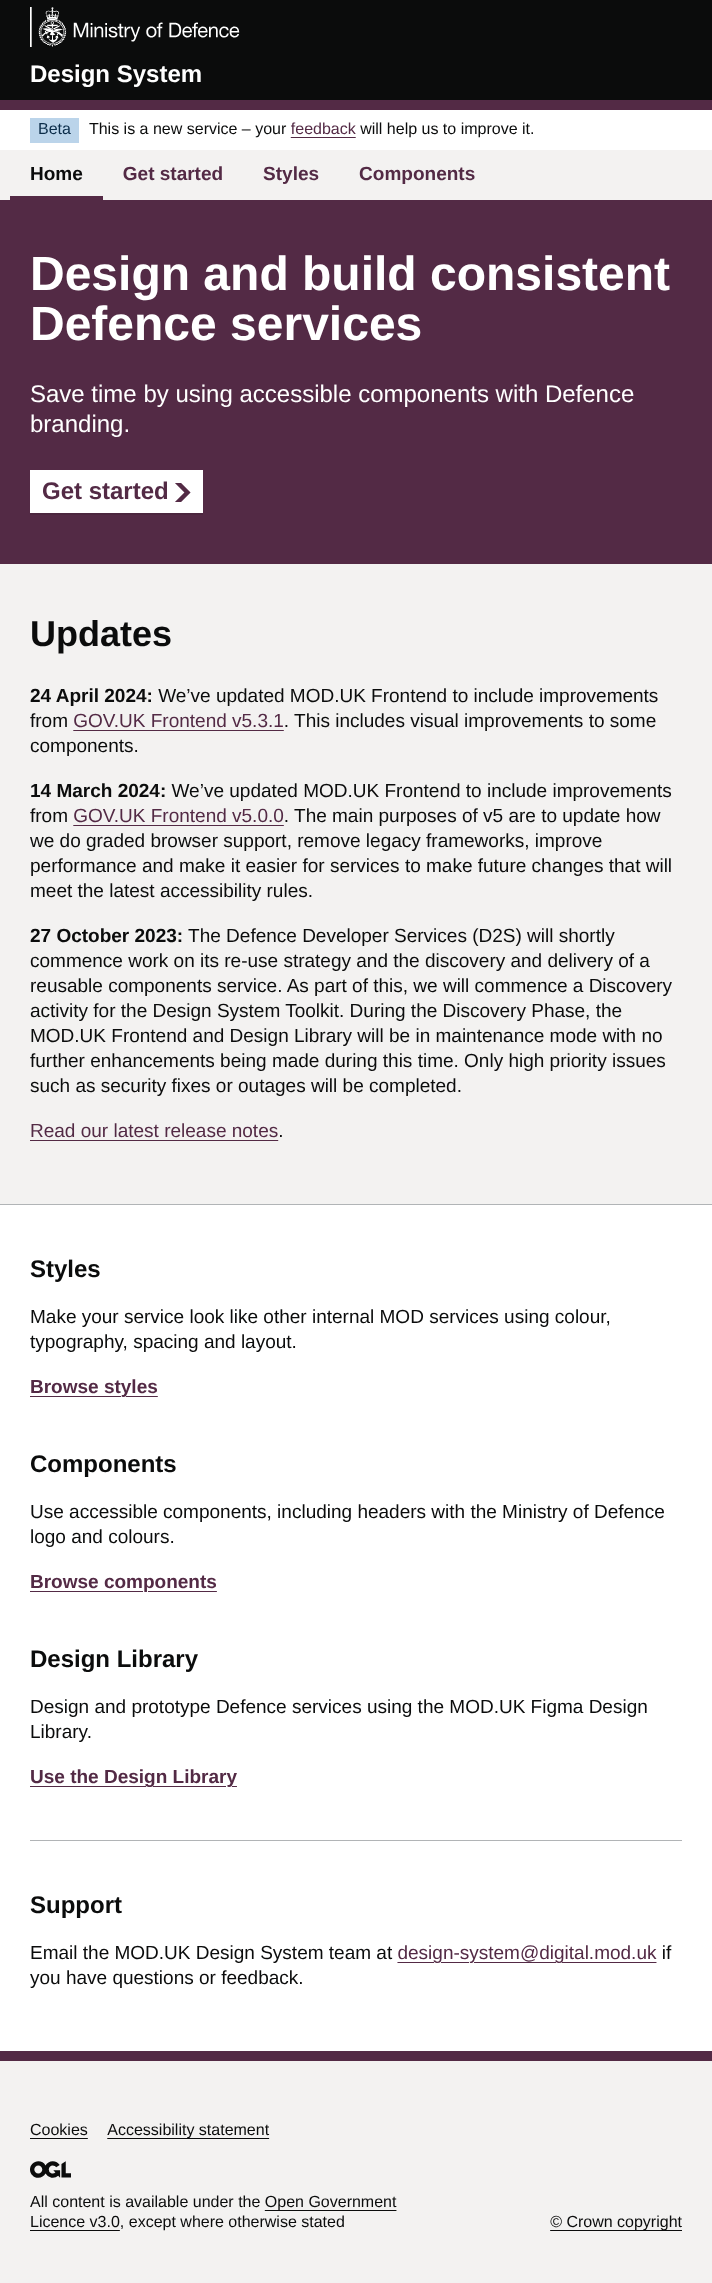 Ministry of Defence
Design System
Beta This is a new service – your feedback will help us to improve it.
Home Get started Styles Components
Design and build consistent
Defence services
Save time by using accessible components with Defence
branding.
Get started
Updates
24 April 2024: We’ve updated MOD.UK Frontend to include improvements
from GOV.UK Frontend v5.3.1. This includes visual improvements to some
components.
14 March 2024: We’ve updated MOD.UK Frontend to include improvements
from GOV.UK Frontend v5.0.0. The main purposes of v5 are to update how
we do graded browser support, remove legacy frameworks, improve
performance and make it easier for services to make future changes that will
meet the latest accessibility rules.
27 October 2023: The Defence Developer Services (D2S) will shortly
commence work on its re-use strategy and the discovery and delivery of a
reusable components service. As part of this, we will commence a Discovery
activity for the Design System Toolkit. During the Discovery Phase, the
MOD.UK Frontend and Design Library will be in maintenance mode with no
further enhancements being made during this time. Only high priority issues
such as security fixes or outages will be completed.
Read our latest release notes.
Styles
Make your service look like other internal MOD services using colour,
typography, spacing and layout.
Browse styles
Components
Use accessible components, including headers with the Ministry of Defence
logo and colours.
Browse components
Design Library
Design and prototype Defence services using the MOD.UK Figma Design
Library.
Use the Design Library
Support
Email the MOD.UK Design System team at design-system@digital.mod.uk if
you have questions or feedback.
Cookies Accessibility statement
OGL
All content is available under the Open Government
Licence v3.0, except where otherwise stated
© Crown copyright